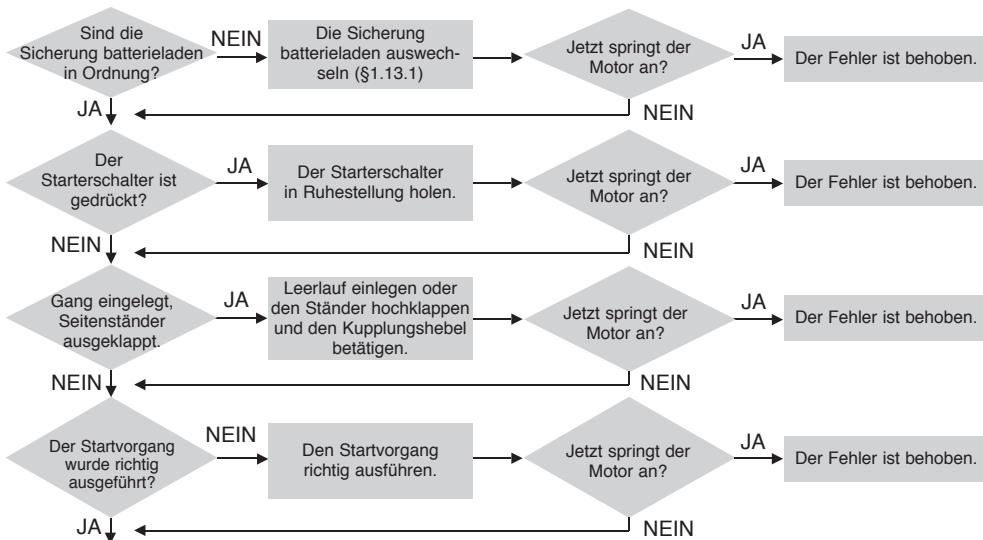 Sind die
Sicherung batterieladen
in Ordnung?
NEIN
Die Sicherung
batterieladen auswech-
seln (§1.13.1)
Jetzt springt der
Motor an?
JA
Der Fehler ist behoben.
JA
NEIN
Der
Starterschalter ist
gedrückt?
JA
Der Starterschalter
in Ruhestellung holen.
Jetzt springt der
Motor an?
JA
Der Fehler ist behoben.
NEIN
NEIN
Gang eingelegt,
Seitenständer
ausgeklappt.
JA
Leerlauf einlegen oder
den Ständer hochklappen
und den Kupplungshebel
betätigen.
Jetzt springt der
Motor an?
JA
Der Fehler ist behoben.
NEIN
NEIN
Der Startvorgang
wurde richtig
ausgeführt?
NEIN
Den Startvorgang
richtig ausführen.
Jetzt springt der
Motor an?
JA
Der Fehler ist behoben.
JA
NEIN